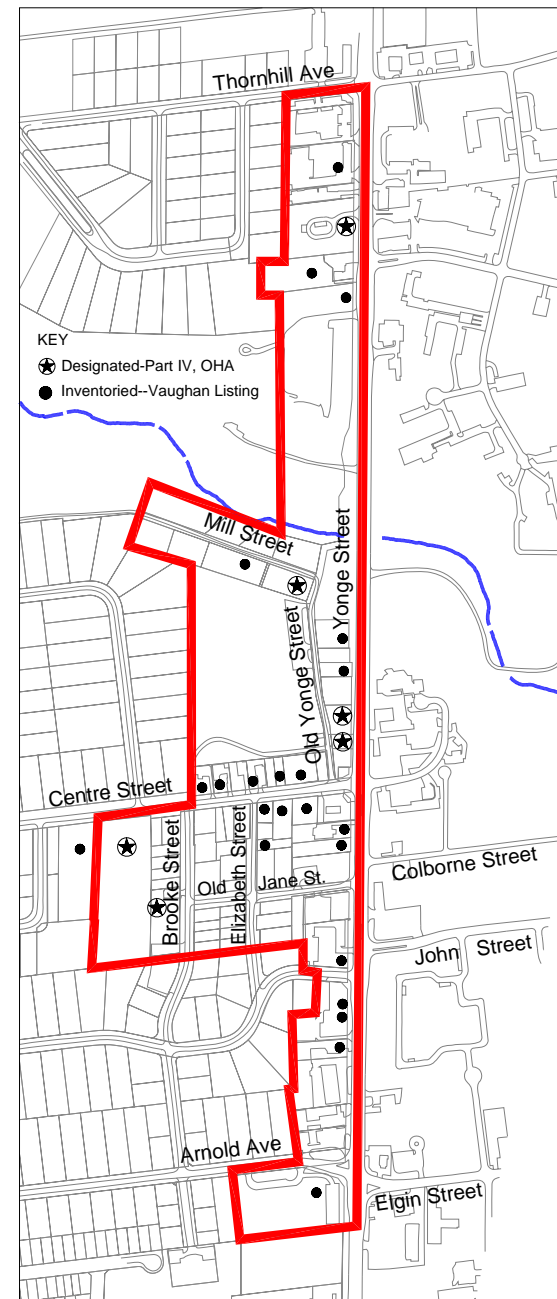 Thornhill Ave
KEY
Designated-Part IV, OHA
Inventoried--Vaughan Listing
Mill Street
Yonge Street
Old Yonge Street
Centre Street
Brooke Street
Elizabeth Street
Old Jane St.
Colborne Street
John Street
Arnold Ave
Elgin Street